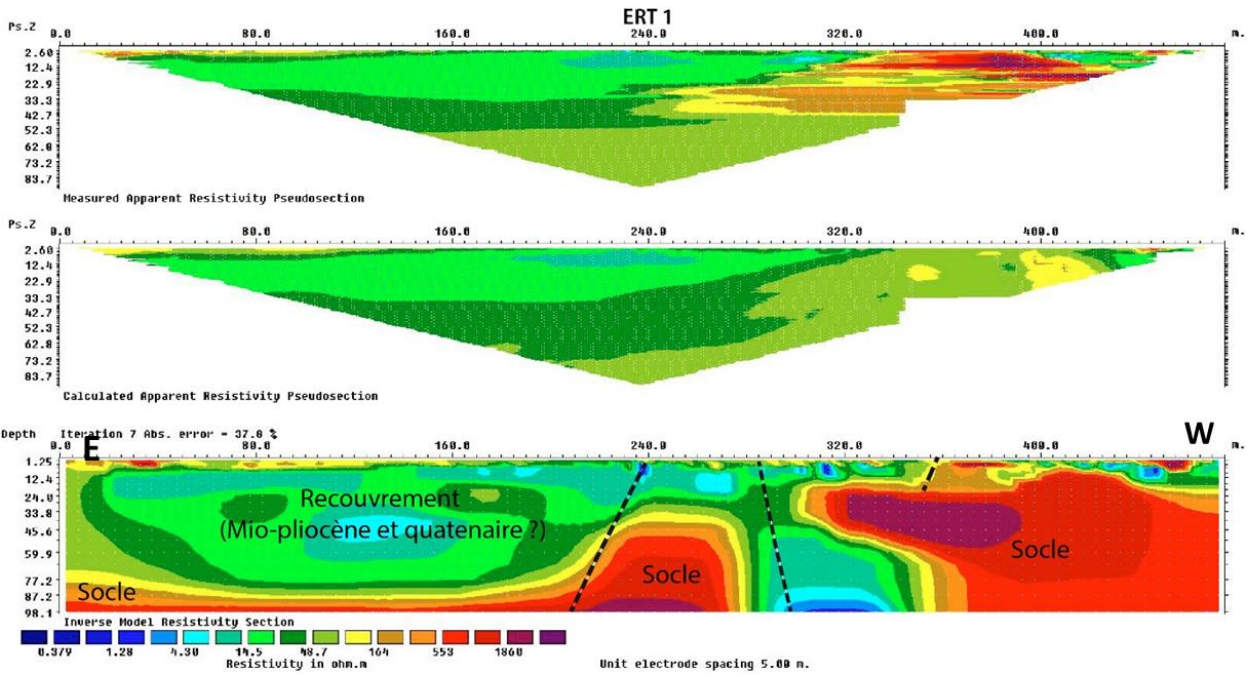 ERT 1
Ps.Z 0.0 80.0 160.0 240.0 320.0 400.0 m.
2.60
12.4
22.9
33.3
42.7
52.3
62.8
73.2
83.7
Measured Apparent Resistivity Pseudosection
Ps.Z 0.0 80.0 160.0 240.0 320.0 400.0 m.
2.60
12.4
22.9
33.3
42.7
52.3
62.8
73.2
83.7
Calculated Apparent Resistivity Pseudosection
Depth Iteration 7 Abs. error = 37.8 %
E W
0.0 80.0 160.0 240.0 320.0 400.0 m.
1.25
12.4
24.0
33.8
45.6
59.9
77.2
87.2
98.1
Recouvrement
(Mio-pliocène et quatenaire ?)
Socle
Socle
Socle
Inverse Model Resistivity Section
0.379 1.28 4.30 14.5 48.7 164 553 1860
Resistivity in ohm.m Unit electrode spacing 5.00 m.